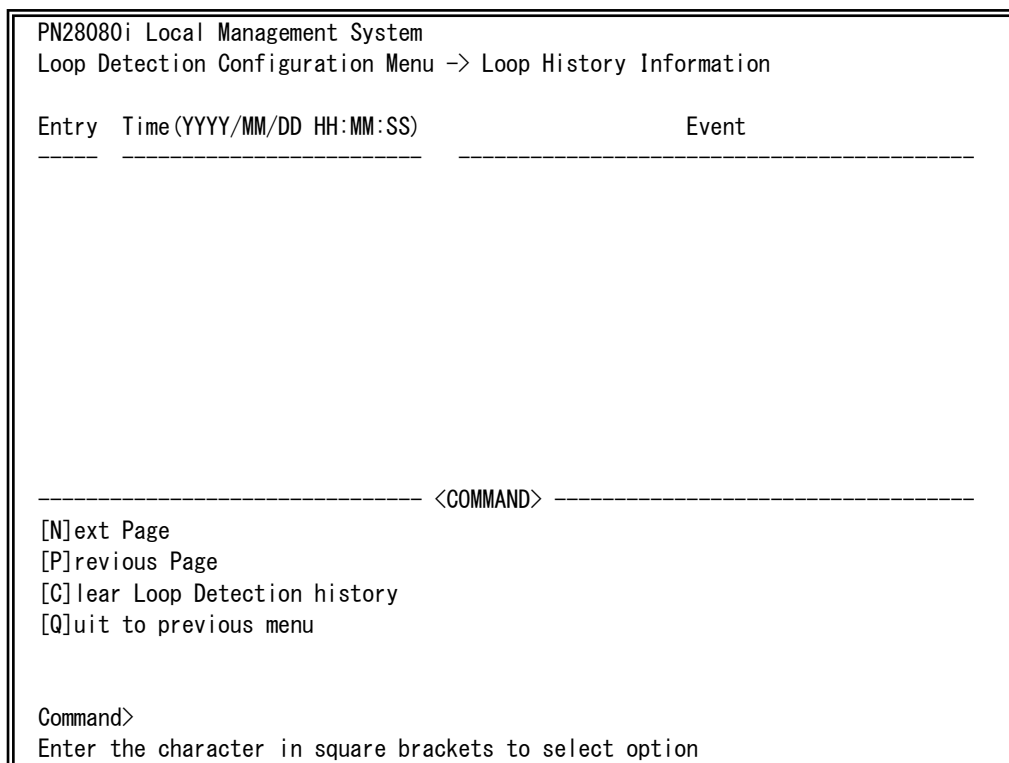 PN28080i Local Management System
Loop Detection Configuration Menu -> Loop History Information
Entry  Time(YYYY/MM/DD HH:MM:SS)                      Event
-----  -------------------------   -------------------------------------------
-------------------------------- <COMMAND> -----------------------------------
[N]ext Page
[P]revious Page
[C]lear Loop Detection history
[Q]uit to previous menu
Command>
Enter the character in square brackets to select option